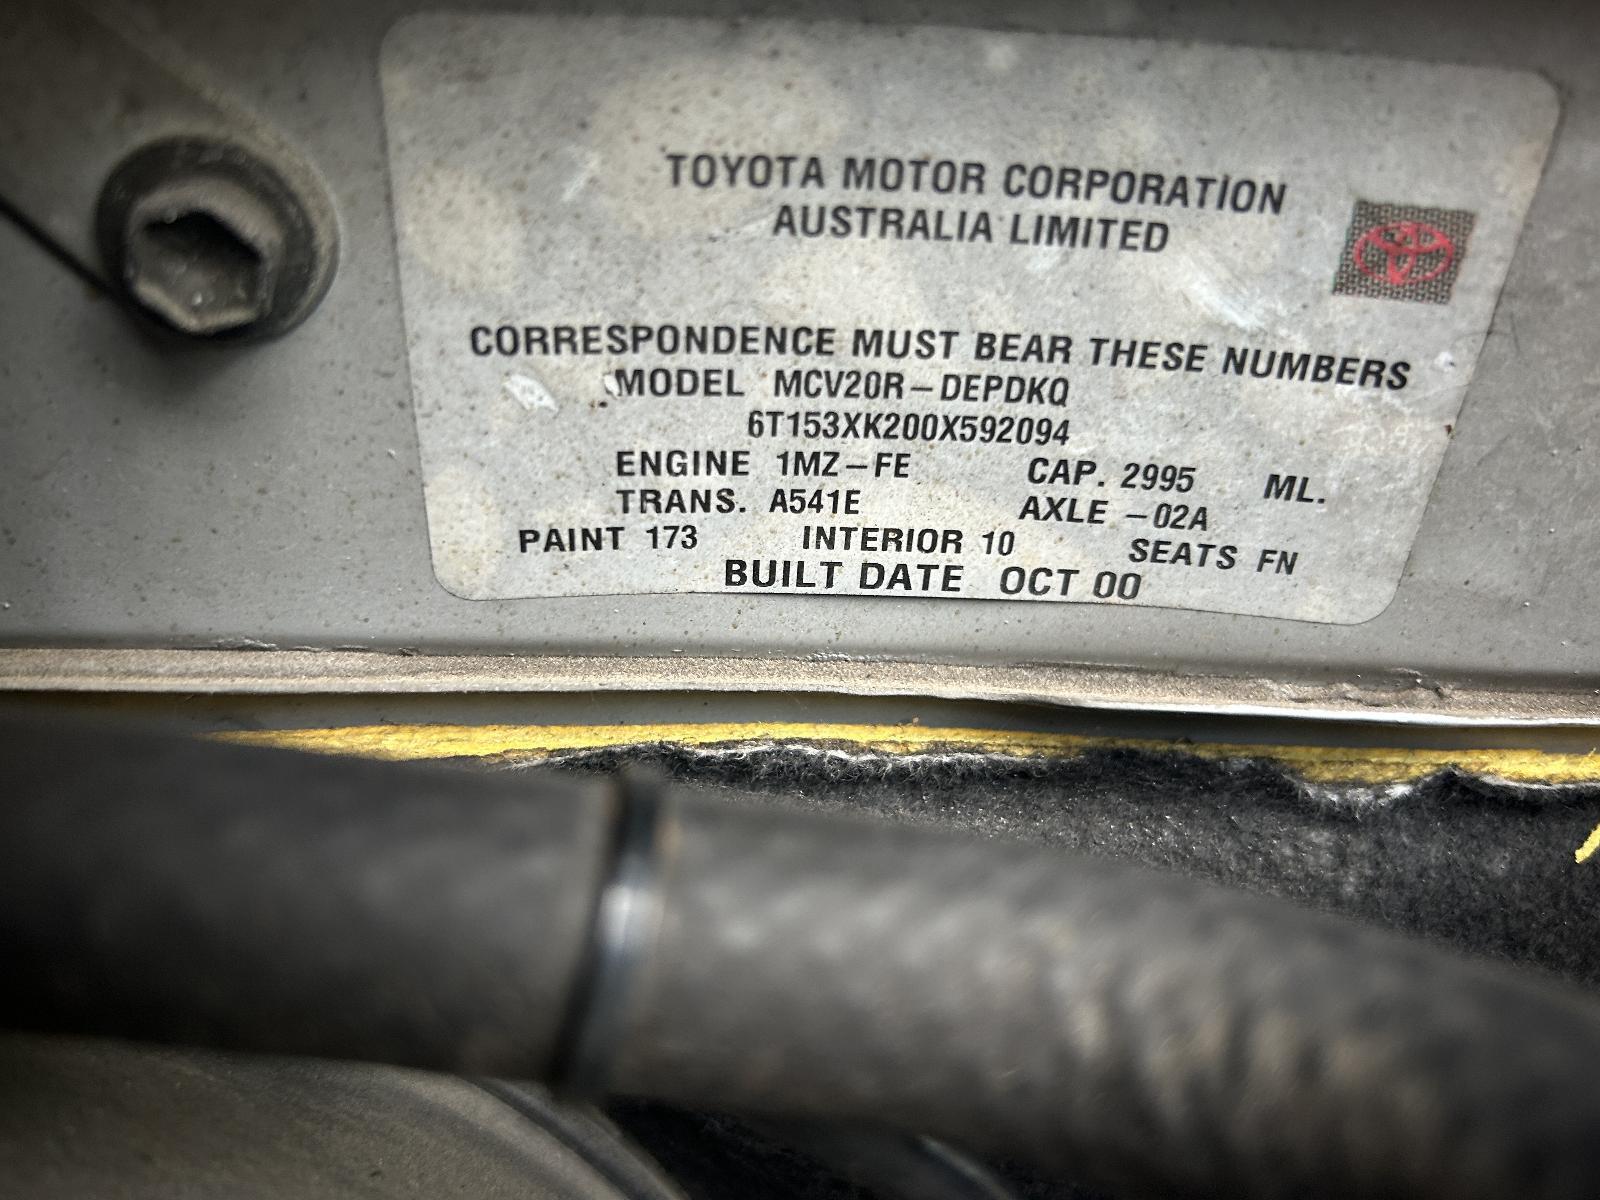 TOYOTA MOTOR CORPORATION
AUSTRALIA LIMITED
CORRESPONDENCE MUST BEAR THESE NUMBERS
MODEL MCV20R-DEPDKQ
6T153XK200X592094
ENGINE 1MZ-FE CAP. 2995 ML.
TRANS. A541E AXLE -02A
PAINT 173 INTERIOR 10 SEATS FN
BUILT DATE OCT 00